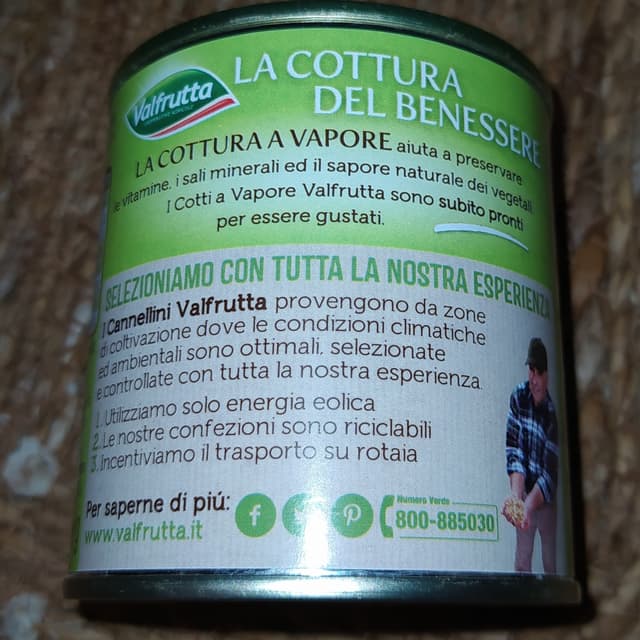 Valfrutta
LA COTTURA
DEL BENESSERE
LA COTTURA A VAPORE aiuta a preservare
le vitamine, i sali minerali ed il sapore naturale dei vegetali.
I Cotti a Vapore Valfrutta sono subito pronti
per essere gustati.
SELEZIONIAMO CON TUTTA LA NOSTRA ESPERIENZA
I Cannellini Valfrutta provengono da zone
di coltivazione dove le condizioni climatiche
ed ambientali sono ottimali, selezionate
e controllate con tutta la nostra esperienza.
1. Utilizziamo solo energia eolica
2. Le nostre confezioni sono riciclabili
3. Incentiviamo il trasporto su rotaia
Per saperne di piú:
www.valfrutta.it
Numero Verde
800-885030